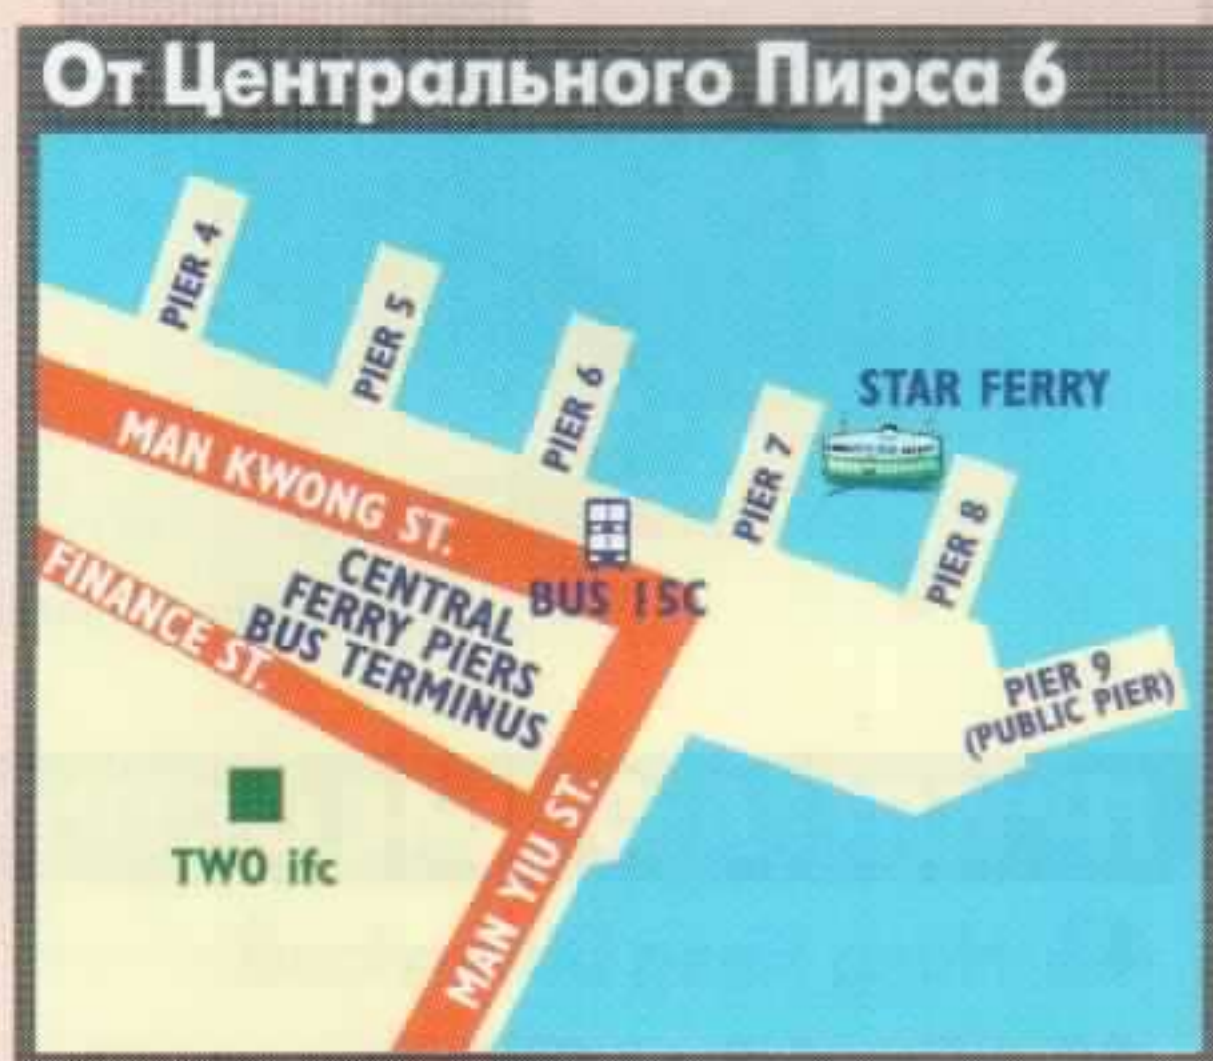 От Центрального Пирса 6
PIER 4
PIER 5
PIER 6
PIER 7
STAR FERRY
PIER 8
MAN KWONG ST.
BUS 15C
CENTRAL
FERRY PIERS
BUS TERMINUS
FINANCE ST.
PIER 9
(PUBLIC PIER)
TWO ifc
MAN YIU ST.